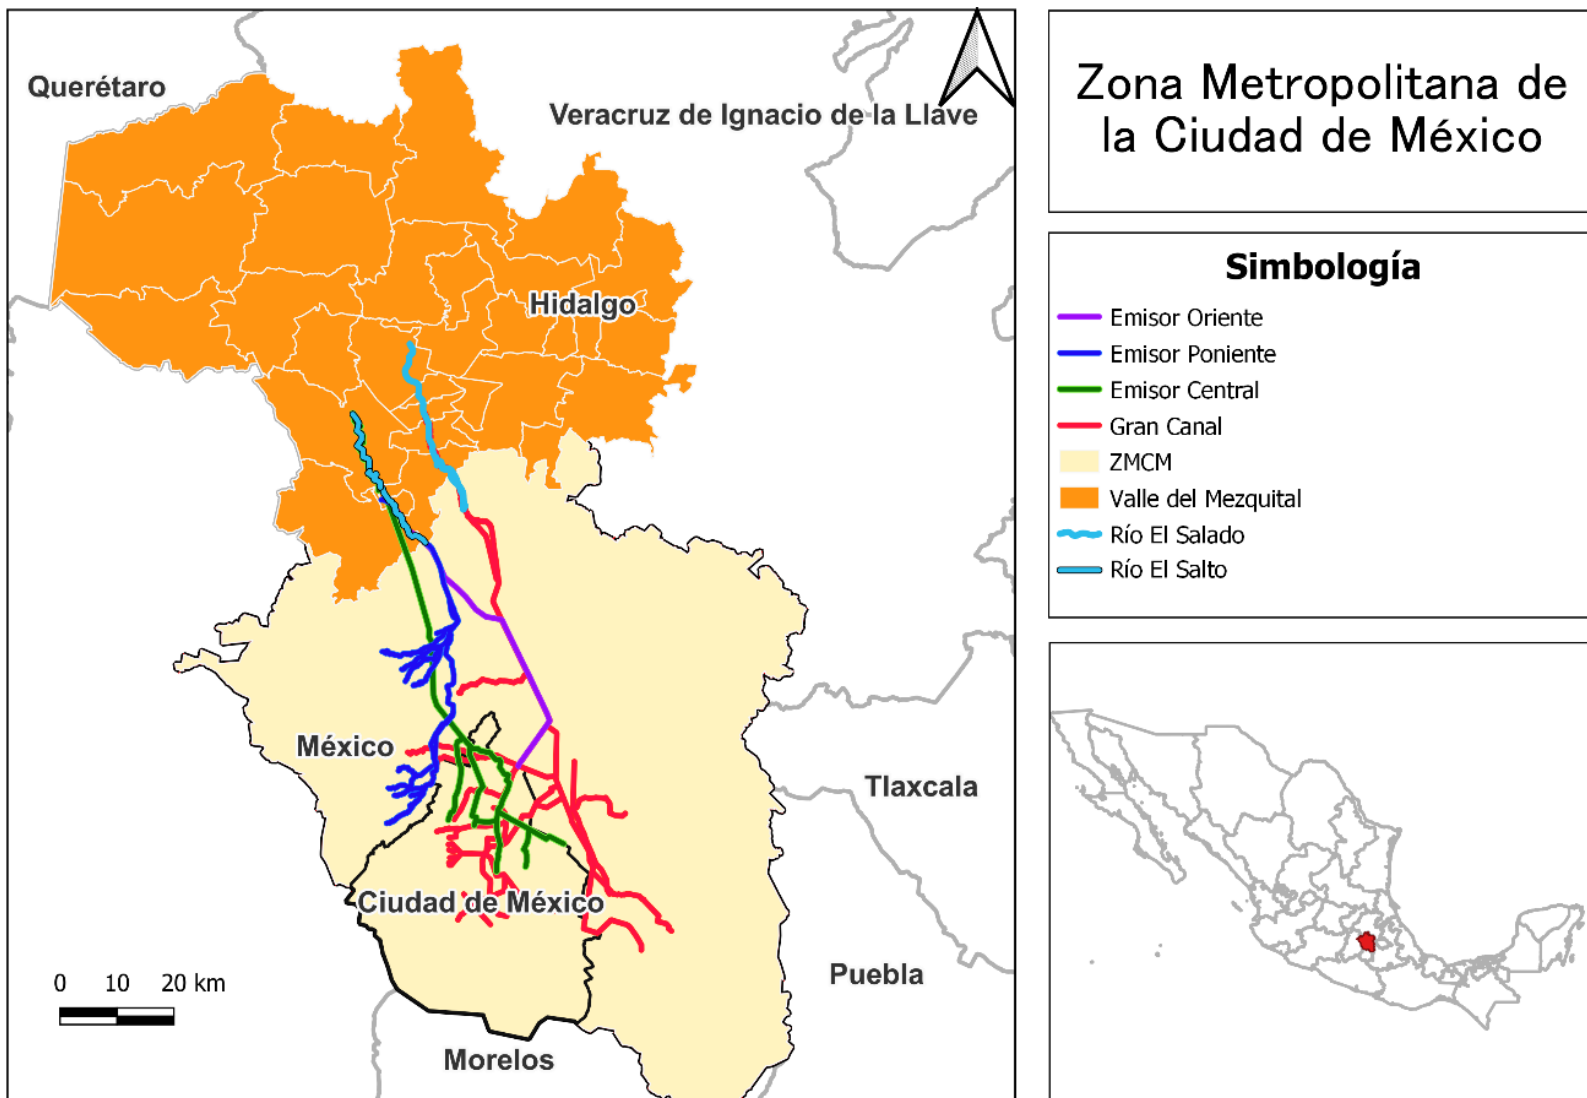 Querétaro
Veracruz de Ignacio de la Llave
Hidalgo
México
Tlaxcala
Ciudad de México
Puebla
Morelos
0 10 20 km
Zona Metropolitana de
la Ciudad de México
Simbología
Emisor Oriente
Emisor Poniente
Emisor Central
Gran Canal
ZMCM
Valle del Mezquital
Río El Salado
Río El Salto